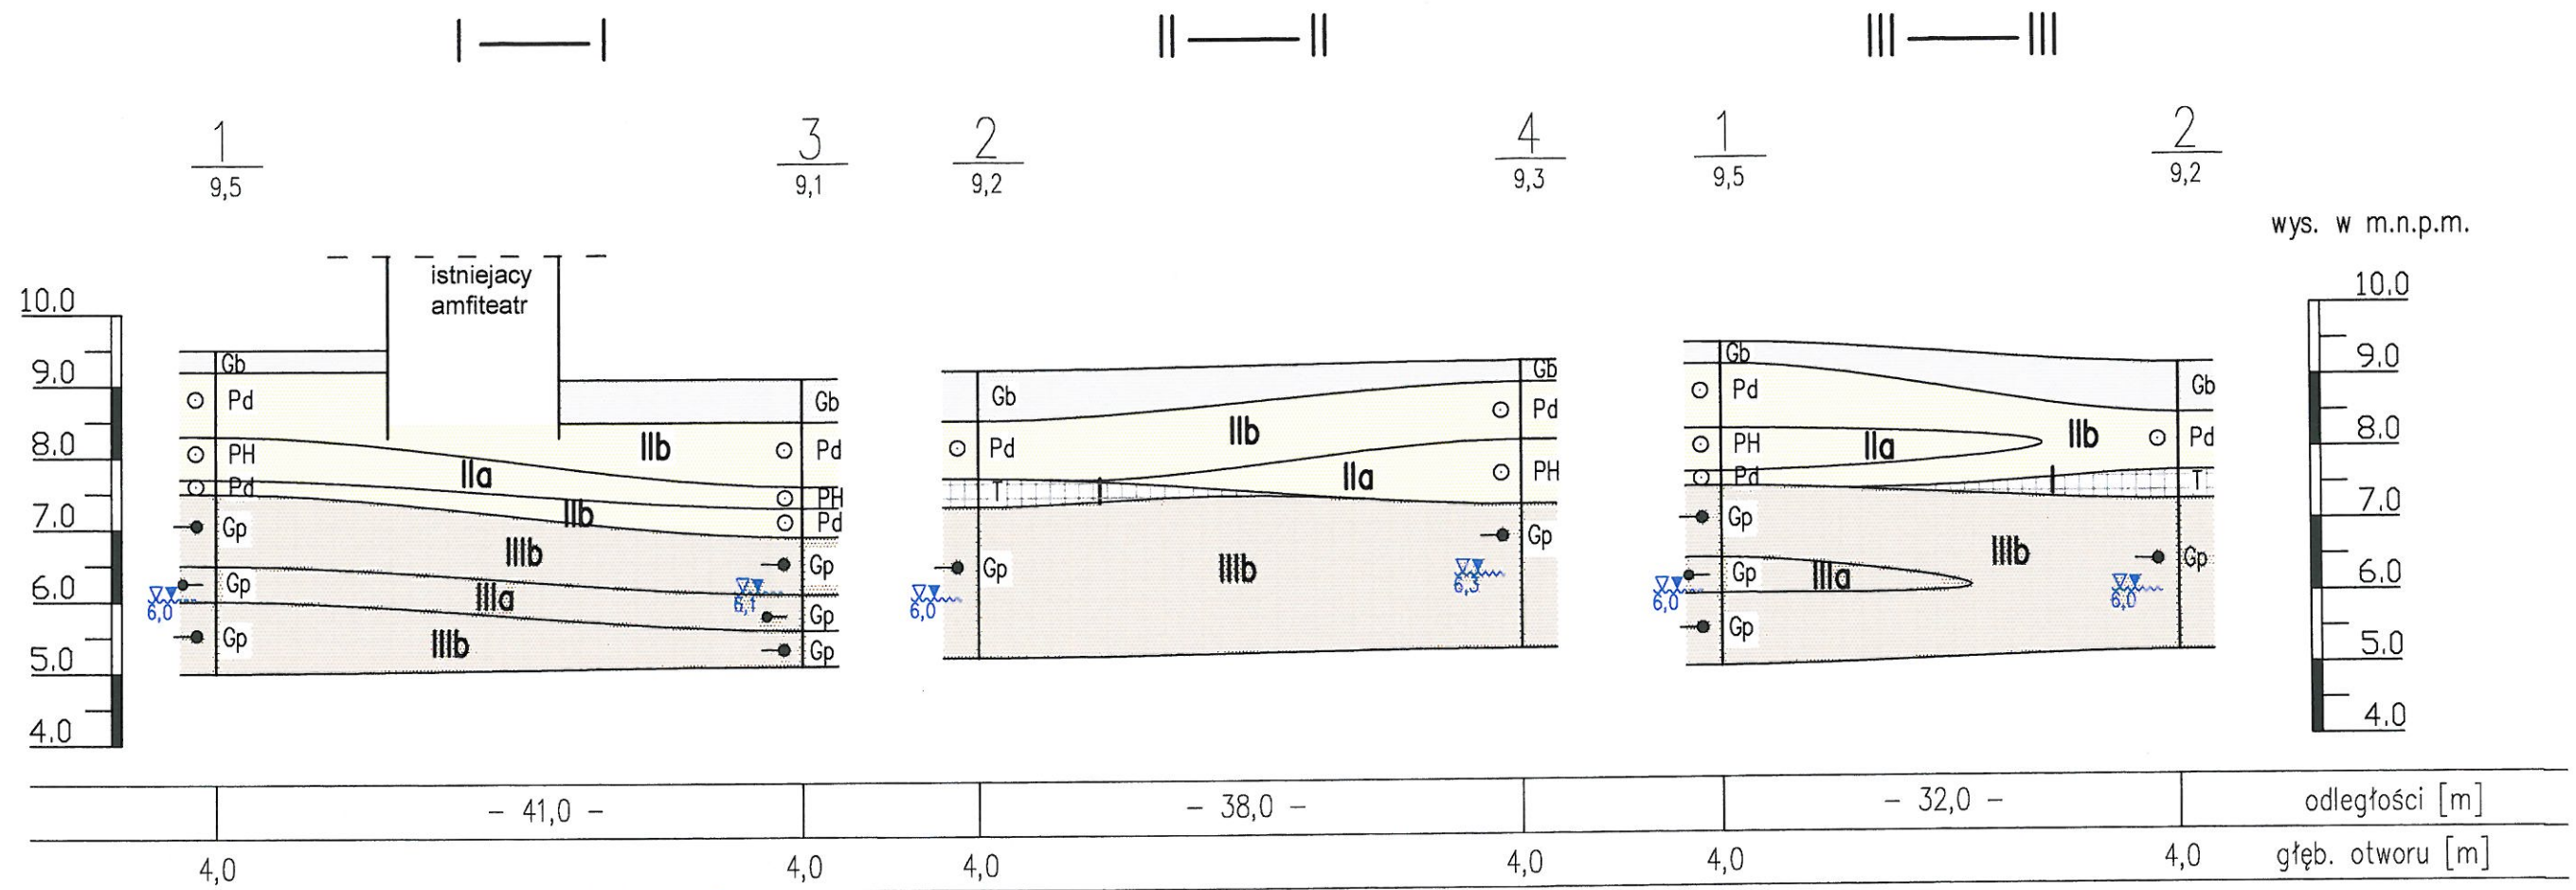 I — I
II — II
III — III
1
9,5
3
9,1
2
9,2
4
9,3
1
9,5
2
9,2
wys. w m.n.p.m.
istniejacy
amfiteatr
10.0
9.0
8.0
7.0
6.0
5.0
4.0
Gb
Pd
PH
Pd
Gp
Gp
Gp
6,0
IIb
IIa
IIb
IIIb
IIIa
IIIb
6,1
Gb
Pd
PH
Pd
Gp
Gp
Gp
Gb
Pd
T
Gp
6,0
I
IIb
IIa
IIIb
6,3
Gb
Pd
PH
Gp
Gb
Pd
PH
Pd
Gp
Gp
Gp
6,0
IIa
IIb
I
IIIb
IIIa
6,0
Gb
Pd
T
Gp
10.0
9.0
8.0
7.0
6.0
5.0
4.0
– 41,0 – – 38,0 – – 32,0 – odległości [m]
4,0 4,0 4,0 4,0 4,0 4,0 głęb. otworu [m]